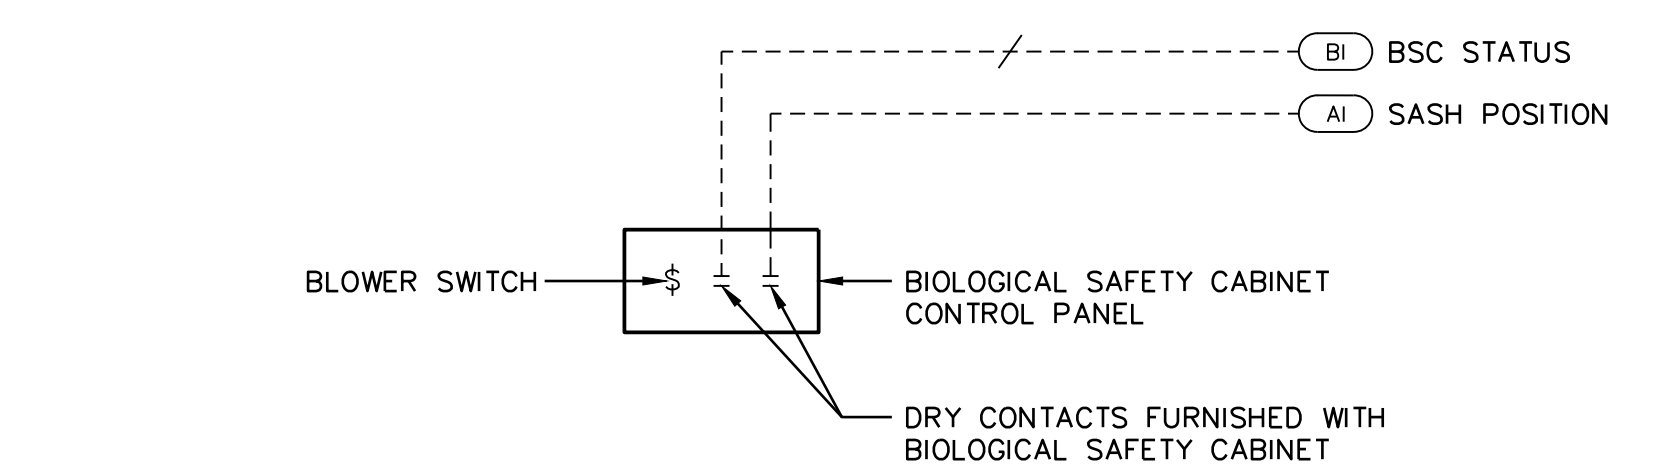 BI BSC STATUS
AI SASH POSITION
BLOWER SWITCH
$
BIOLOGICAL SAFETY CABINET
CONTROL PANEL
DRY CONTACTS FURNISHED WITH
BIOLOGICAL SAFETY CABINET